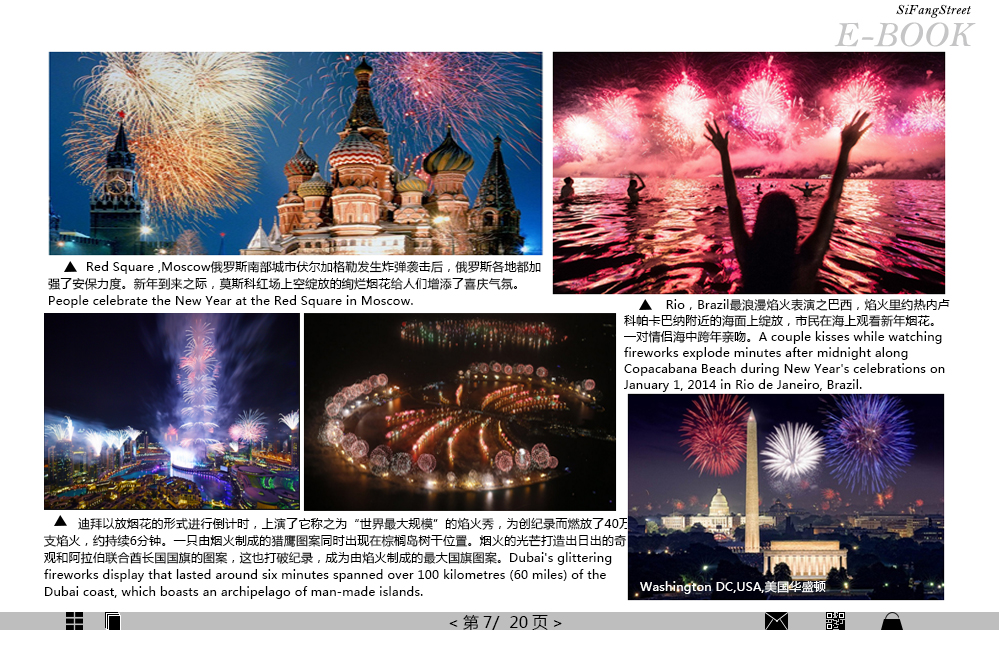 SiFangStreet
E-BOOK
▲ Red Square ,Moscow俄罗斯南部城市伏尔加格勒发生炸弹袭击后，俄罗斯各地都加
强了安保力度。新年到来之际，莫斯科红场上空绽放的绚烂烟花给人们增添了喜庆气氛。
People celebrate the New Year at the Red Square in Moscow.
▲ Rio，Brazil最浪漫焰火表演之巴西，焰火里约热内卢
科帕卡巴纳附近的海面上绽放，市民在海上观看新年烟花。
一对情侣海中跨年亲吻。A couple kisses while watching
fireworks explode minutes after midnight along
Copacabana Beach during New Year's celebrations on
January 1, 2014 in Rio de Janeiro, Brazil.
▲ 迪拜以放烟花的形式进行倒计时，上演了它称之为“世界最大规模”的焰火秀，为创纪录而燃放了40万
支焰火，约持续6分钟。一只由烟火制成的猎鹰图案同时出现在棕榈岛树干位置。烟火的光芒打造出日出的奇
观和阿拉伯联合酋长国国旗的图案，这也打破纪录，成为由焰火制成的最大国旗图案。Dubai's glittering
fireworks display that lasted around six minutes spanned over 100 kilometres (60 miles) of the
Dubai coast, which boasts an archipelago of man-made islands.
Washington DC,USA,美国华盛顿
< 第 7/ 20 页 >